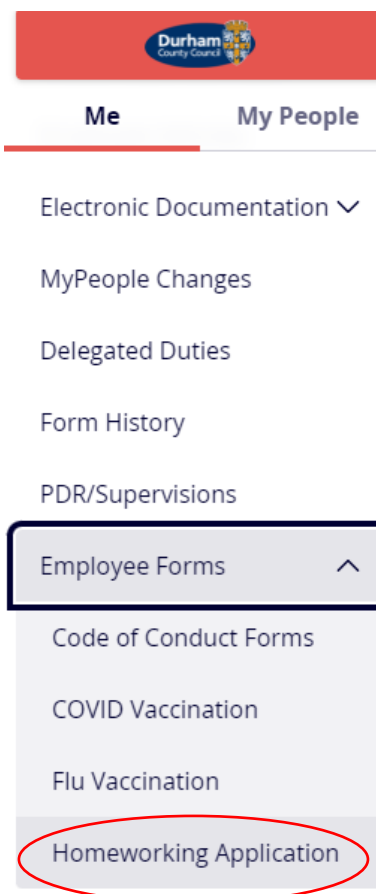 Durham
County Council
Me My People
Electronic Documentation
MyPeople Changes
Delegated Duties
Form History
PDR/Supervisions
Employee Forms
Code of Conduct Forms
COVID Vaccination
Flu Vaccination
Homeworking Application